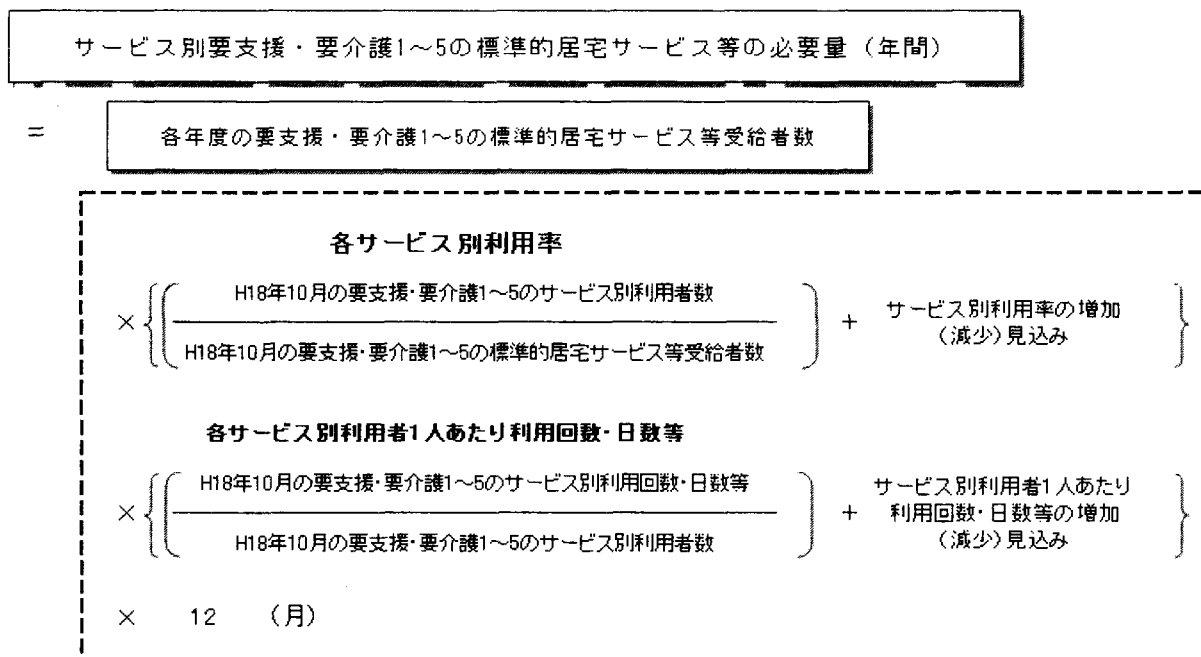 サービス別要支援・要介護1～5の標準的居宅サービス等の必要量（年間）
=
各年度の要支援・要介護1～5の標準的居宅サービス等受給者数
各サービス別利用率
H18年10月の要支援・要介護1～5のサービス別利用者数
×
H18年10月の要支援・要介護1～5の標準的居宅サービス等受給者数
+
サービス別利用率の増加
（減少）見込み
各サービス別利用者1人あたり利用回数・日数等
H18年10月の要支援・要介護1～5のサービス別利用回数・日数等
×
H18年10月の要支援・要介護1～5のサービス別利用者数
+
サービス別利用者1人あたり
利用回数・日数等の増加
（減少）見込み
× 12 （月）